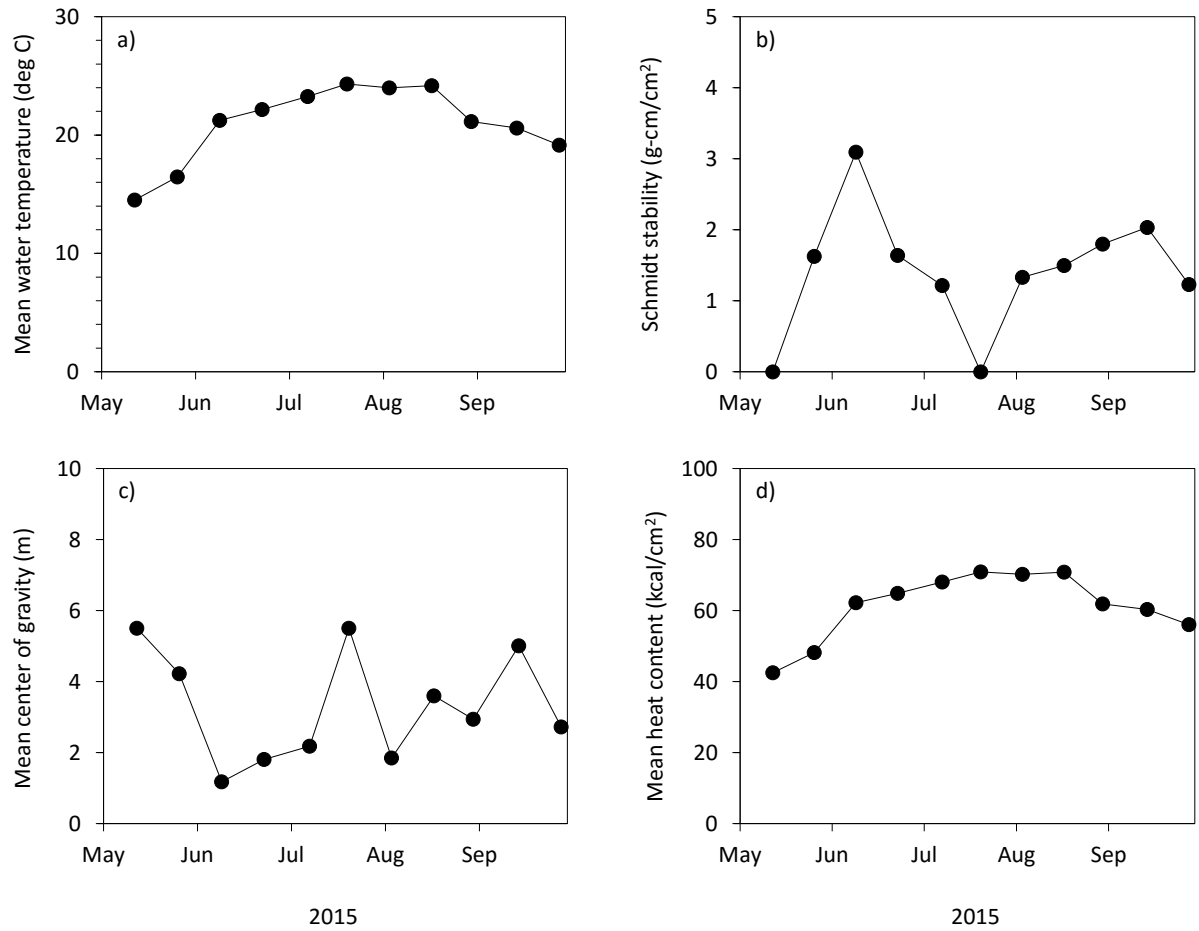 a)
Mean water temperature (deg C)
30
20
10
0
May Jun Jul Aug Sep
b)
Schmidt stability (g-cm/cm²)
5
4
3
2
1
0
May Jun Jul Aug Sep
c)
Mean center of gravity (m)
10
8
6
4
2
0
May Jun Jul Aug Sep
2015
d)
Mean heat content (kcal/cm²)
100
80
60
40
20
0
May Jun Jul Aug Sep
2015